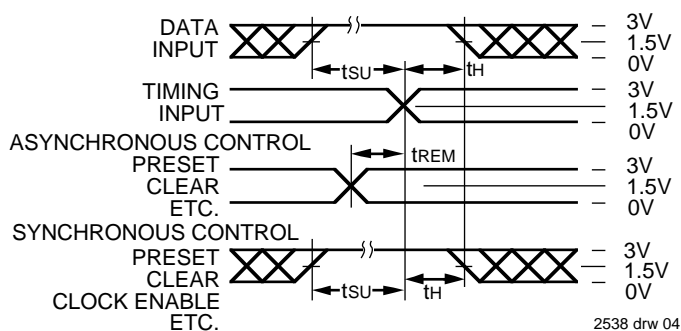 DATA
INPUT
3V
1.5V
0V
tSU
tH
TIMING
INPUT
3V
1.5V
0V
ASYNCHRONOUS CONTROL
PRESET
CLEAR
ETC.
tREM
3V
1.5V
0V
SYNCHRONOUS CONTROL
PRESET
CLEAR
CLOCK ENABLE
ETC.
tSU
tH
3V
1.5V
0V
2538 drw 04